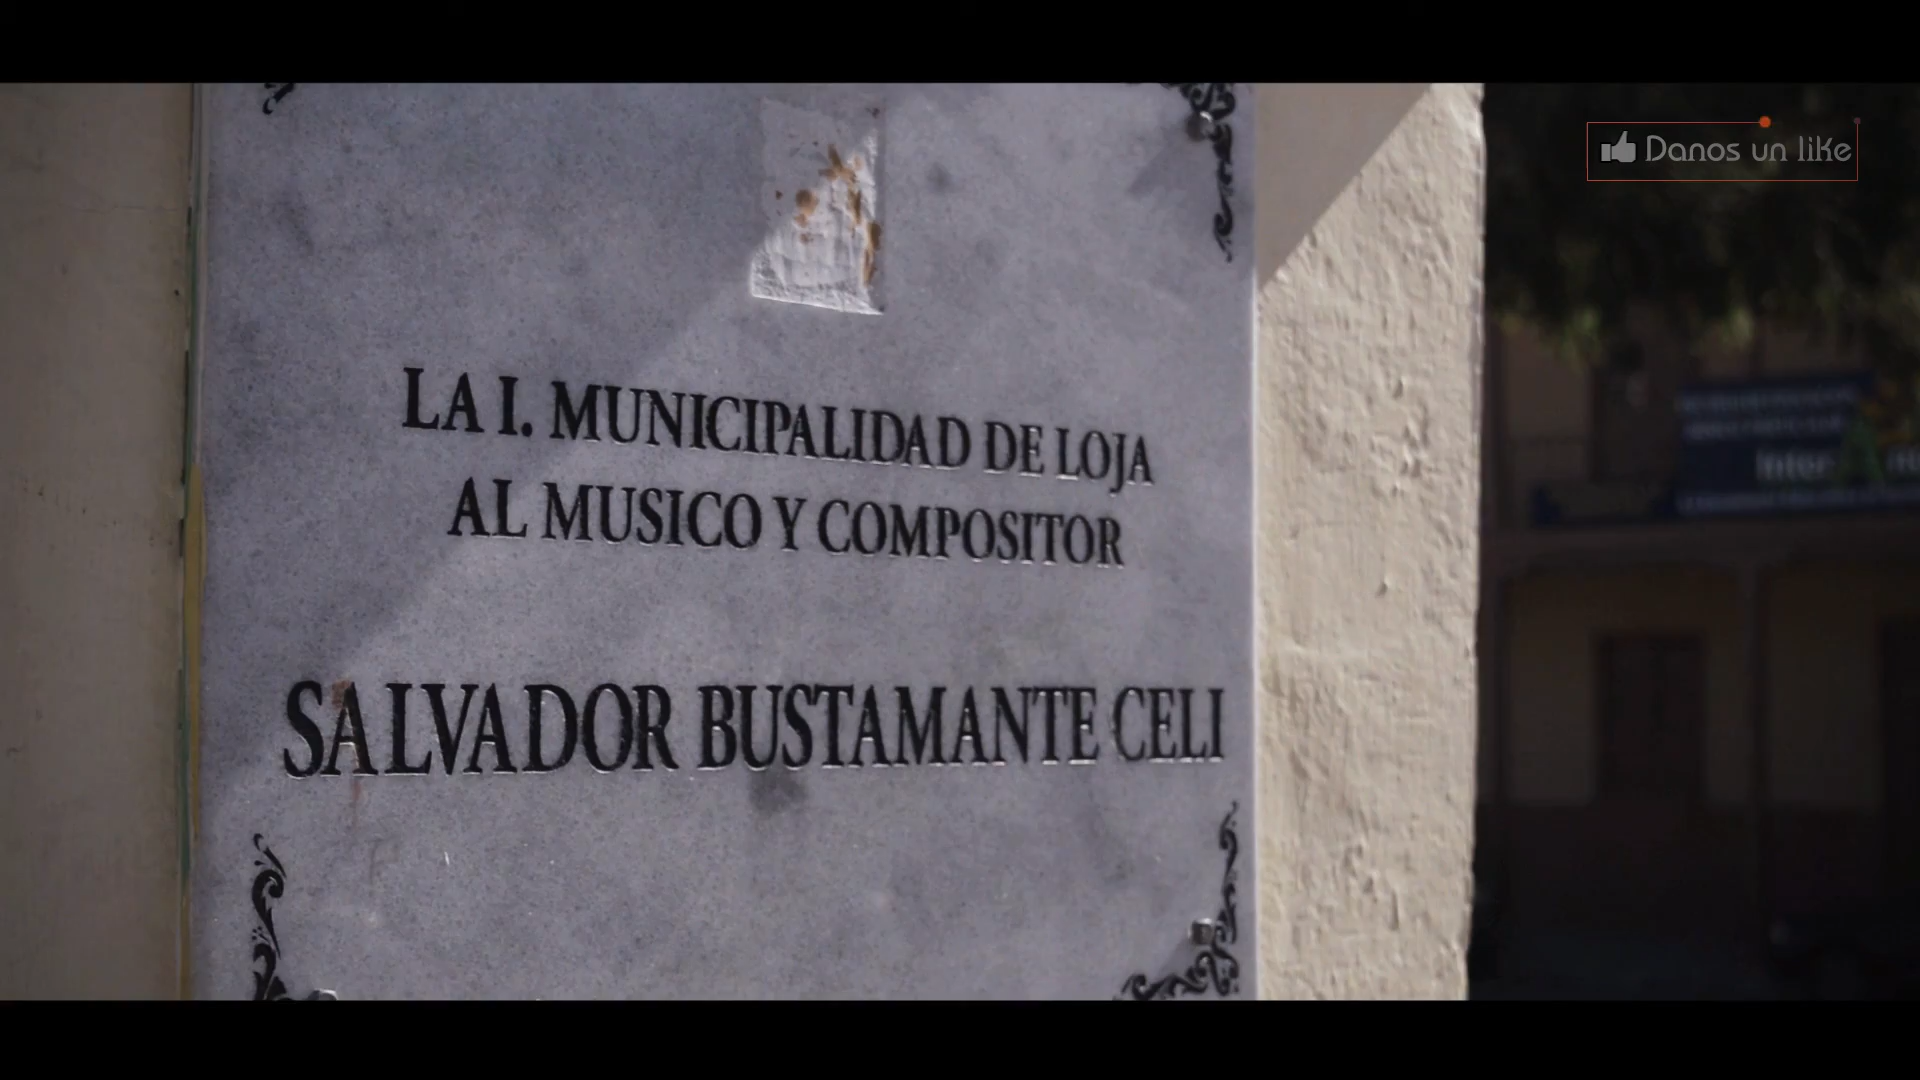 Danos un like
LA I. MUNICIPALIDAD DE LOJA
AL MUSICO Y COMPOSITOR
SALVADOR BUSTAMANTE CELI